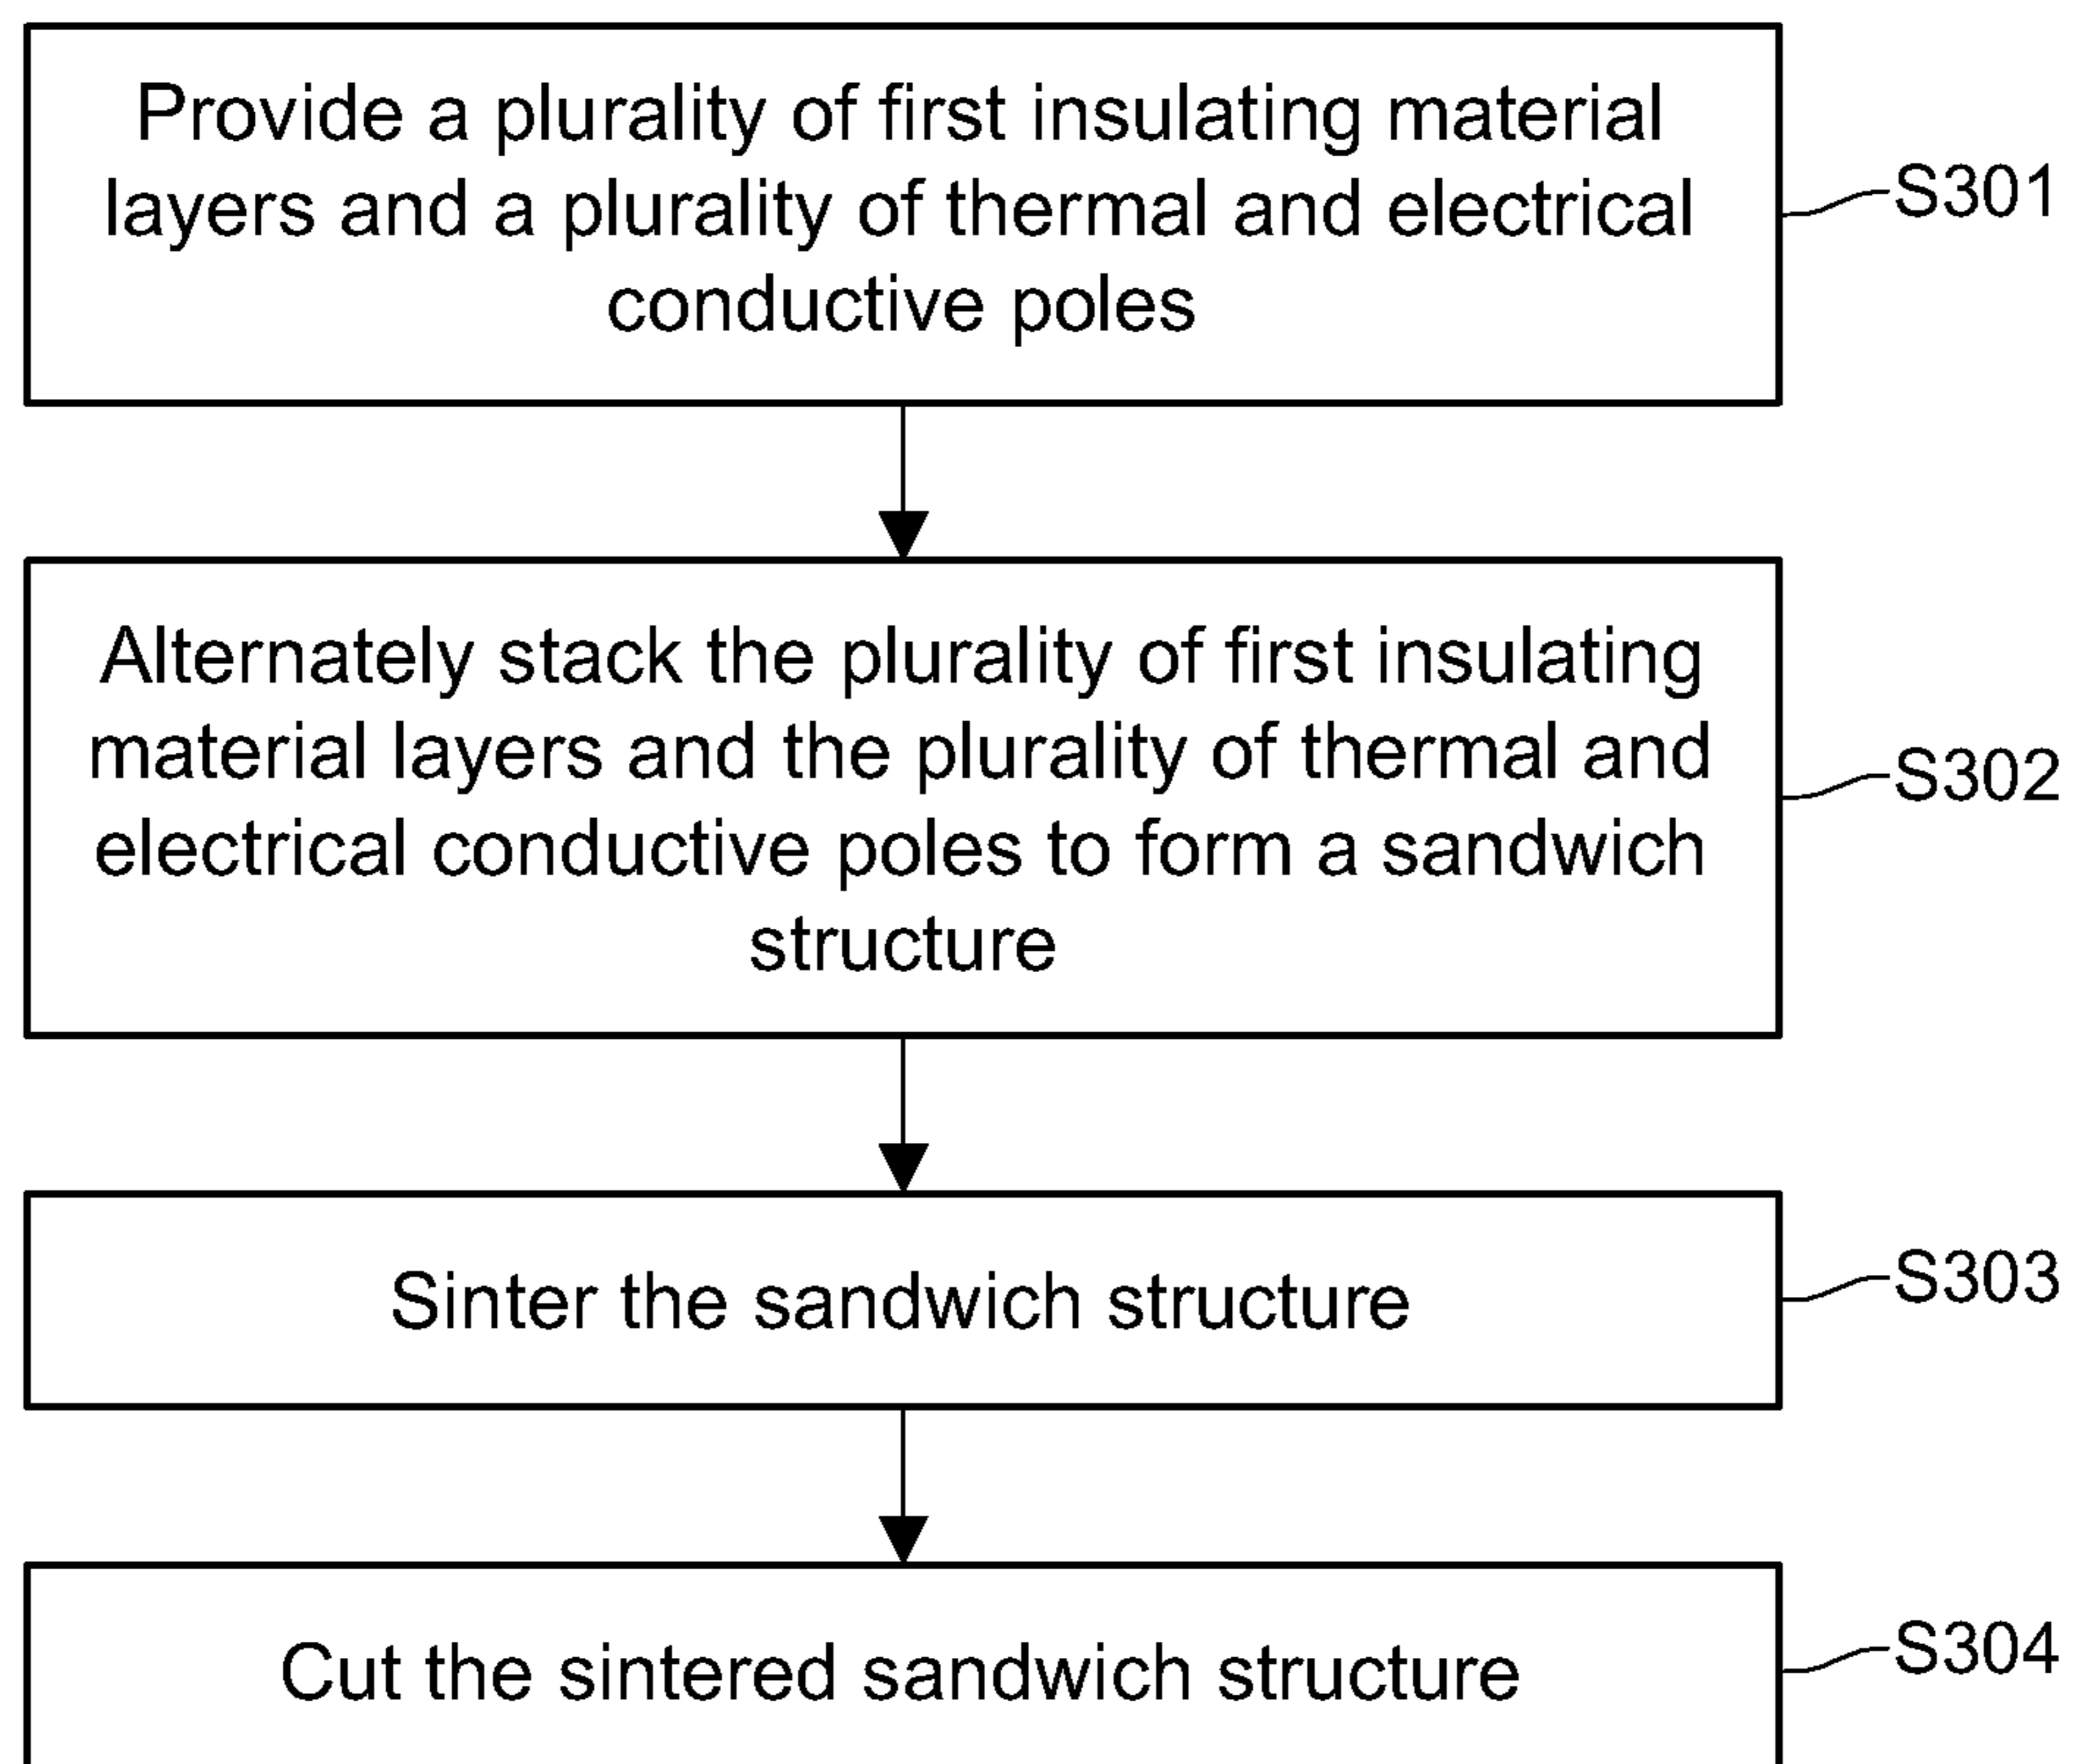 Provide a plurality of first insulating material
layers and a plurality of thermal and electrical
conductive poles
S301
Alternately stack the plurality of first insulating
material layers and the plurality of thermal and
electrical conductive poles to form a sandwich
structure
S302
Sinter the sandwich structure
S303
Cut the sintered sandwich structure
S304